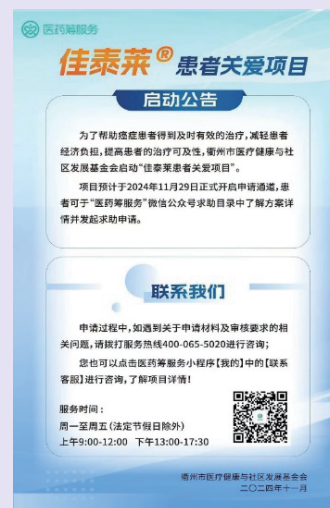 医药筹服务
佳泰莱®患者关爱项目
启动公告
为了帮助癌症患者得到及时有效的治疗，减轻患者
经济负担，提高患者的治疗可及性，衢州市医疗健康与社
区发展基金会启动“佳泰莱患者关爱项目”。
项目预计于2024年11月29日正式开启申请通道，患
者可于“医药筹服务”微信公众号求助目录中了解方案详
情并发起求助申请。
联系我们
申请过程中，如遇到关于申请材料及审核要求的相
关问题，请拨打服务热线400-065-5020进行咨询；
您也可以点击医药筹服务小程序【我的】中的【联系
客服】进行咨询，了解项目详情！
服务时间：
周一至周五（法定节假日除外）
上午9:00-12:00 下午13:00-17:30
衢州市医疗健康与社区发展基金会
二〇二四年十一月